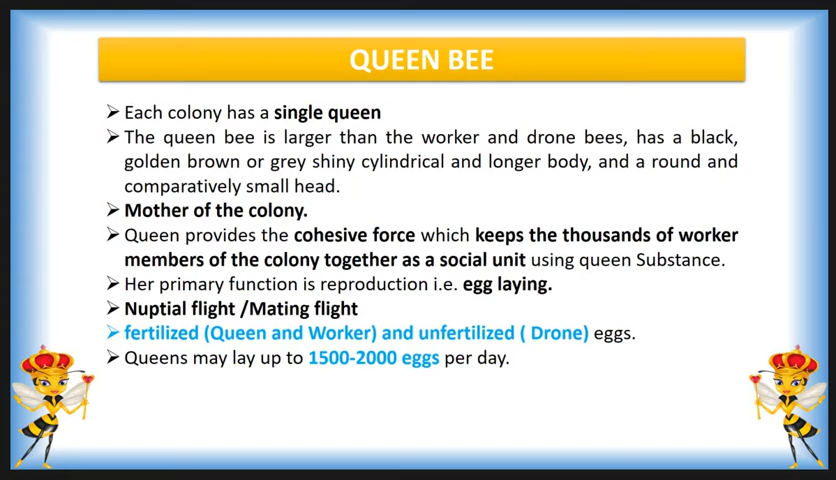 QUEEN BEE
➢ Each colony has a single queen
➢ The queen bee is larger than the worker and drone bees, has a black,
golden brown or grey shiny cylindrical and longer body, and a round and
comparatively small head.
➢ Mother of the colony.
➢ Queen provides the cohesive force which keeps the thousands of worker
members of the colony together as a social unit using queen Substance.
➢ Her primary function is reproduction i.e. egg laying.
➢ Nuptial flight /Mating flight
➢ fertilized (Queen and Worker) and unfertilized ( Drone) eggs.
➢ Queens may lay up to 1500-2000 eggs per day.